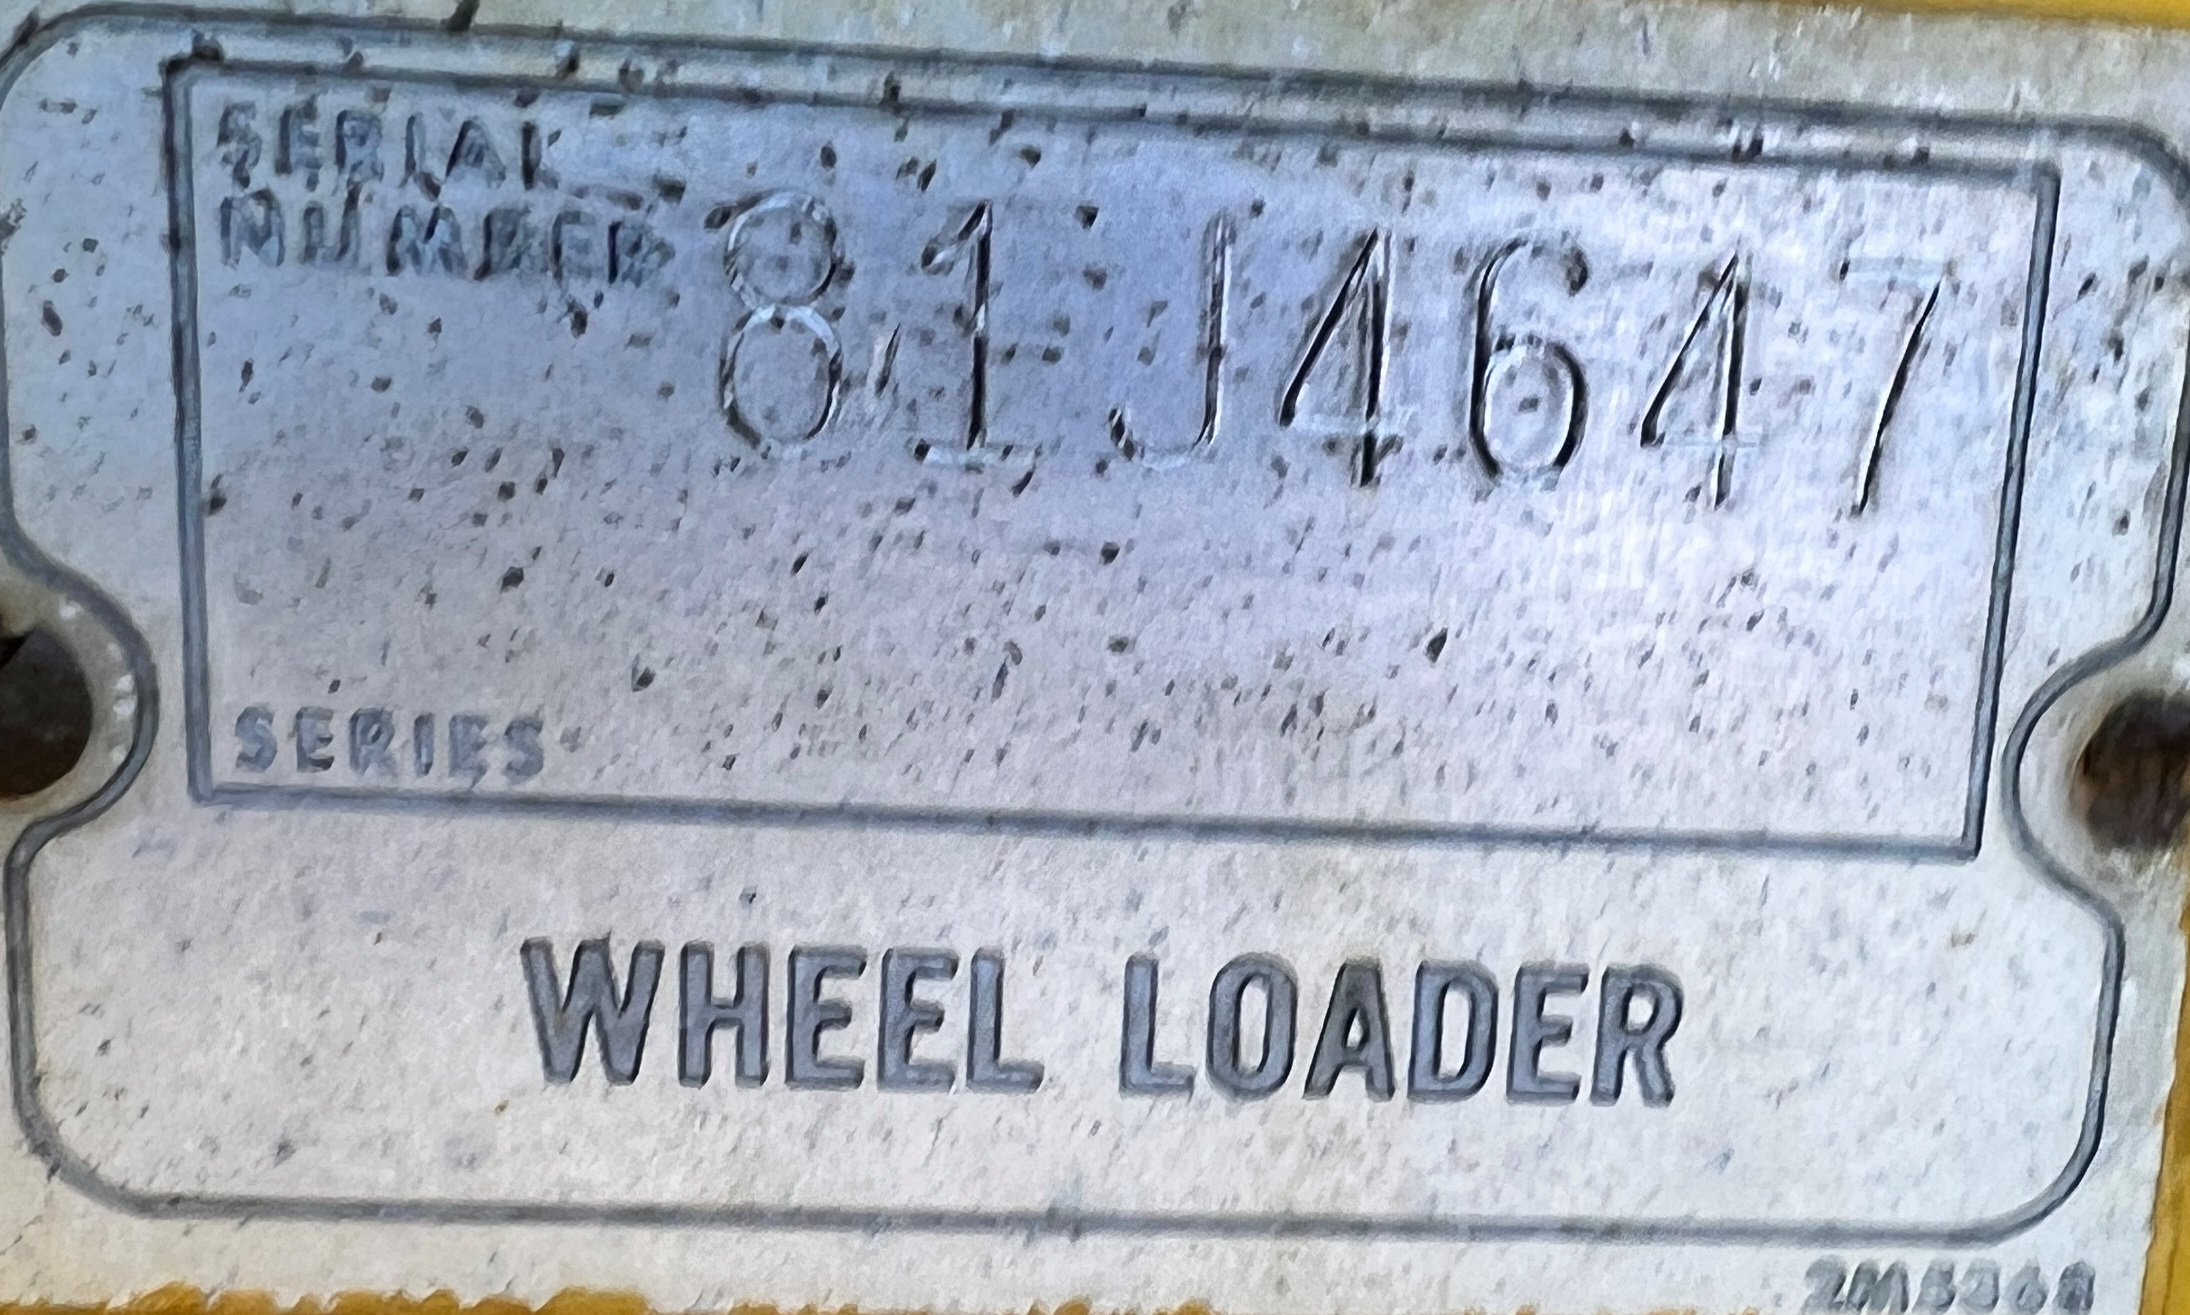 SERIAL
NUMBER 81J4647
SERIES
WHEEL LOADER